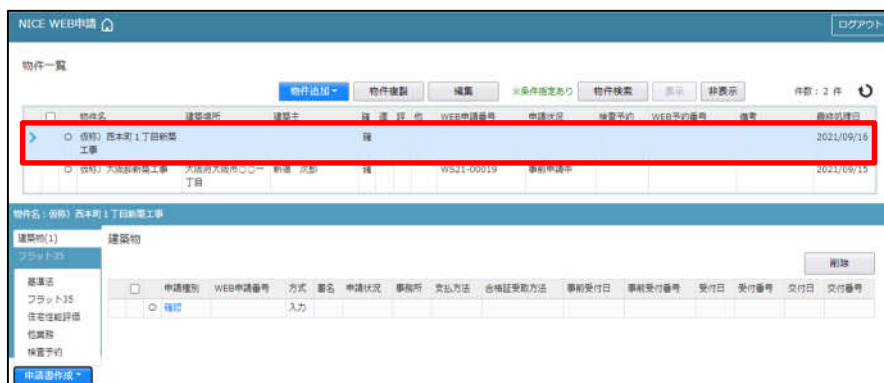 NICE WEB申請
ログアウト
物件一覧
物件追加 物件複製 編集 ※条件指定あり 物件検索 表示 非表示 件数：2 件
物件名 建築場所 建築主 確 適 評 他 WEB申請番号 申請状況 検査予約 WEB予約番号 備考 最終処理日
仮称）西本町１丁目新築 確 2021/09/16
工事
仮称）大阪邸新築工事 大阪府大阪市〇〇一 新適 次郎 確 WS21-00019 事前申請中 2021/09/15
丁目
物件名：仮称）西本町１丁目新築工事
建築物(1) 建築物
フラット35
削除
基準法
申請種別 WEB申請番号 方式 署名 申請状況 事務所 支払方法 合格証受取方法 事前受付日 事前受付番号 受付日 受付番号 交付日 交付番号
フラット35
確認 入力
住宅性能評価
他業務
検査予約
申請書作成